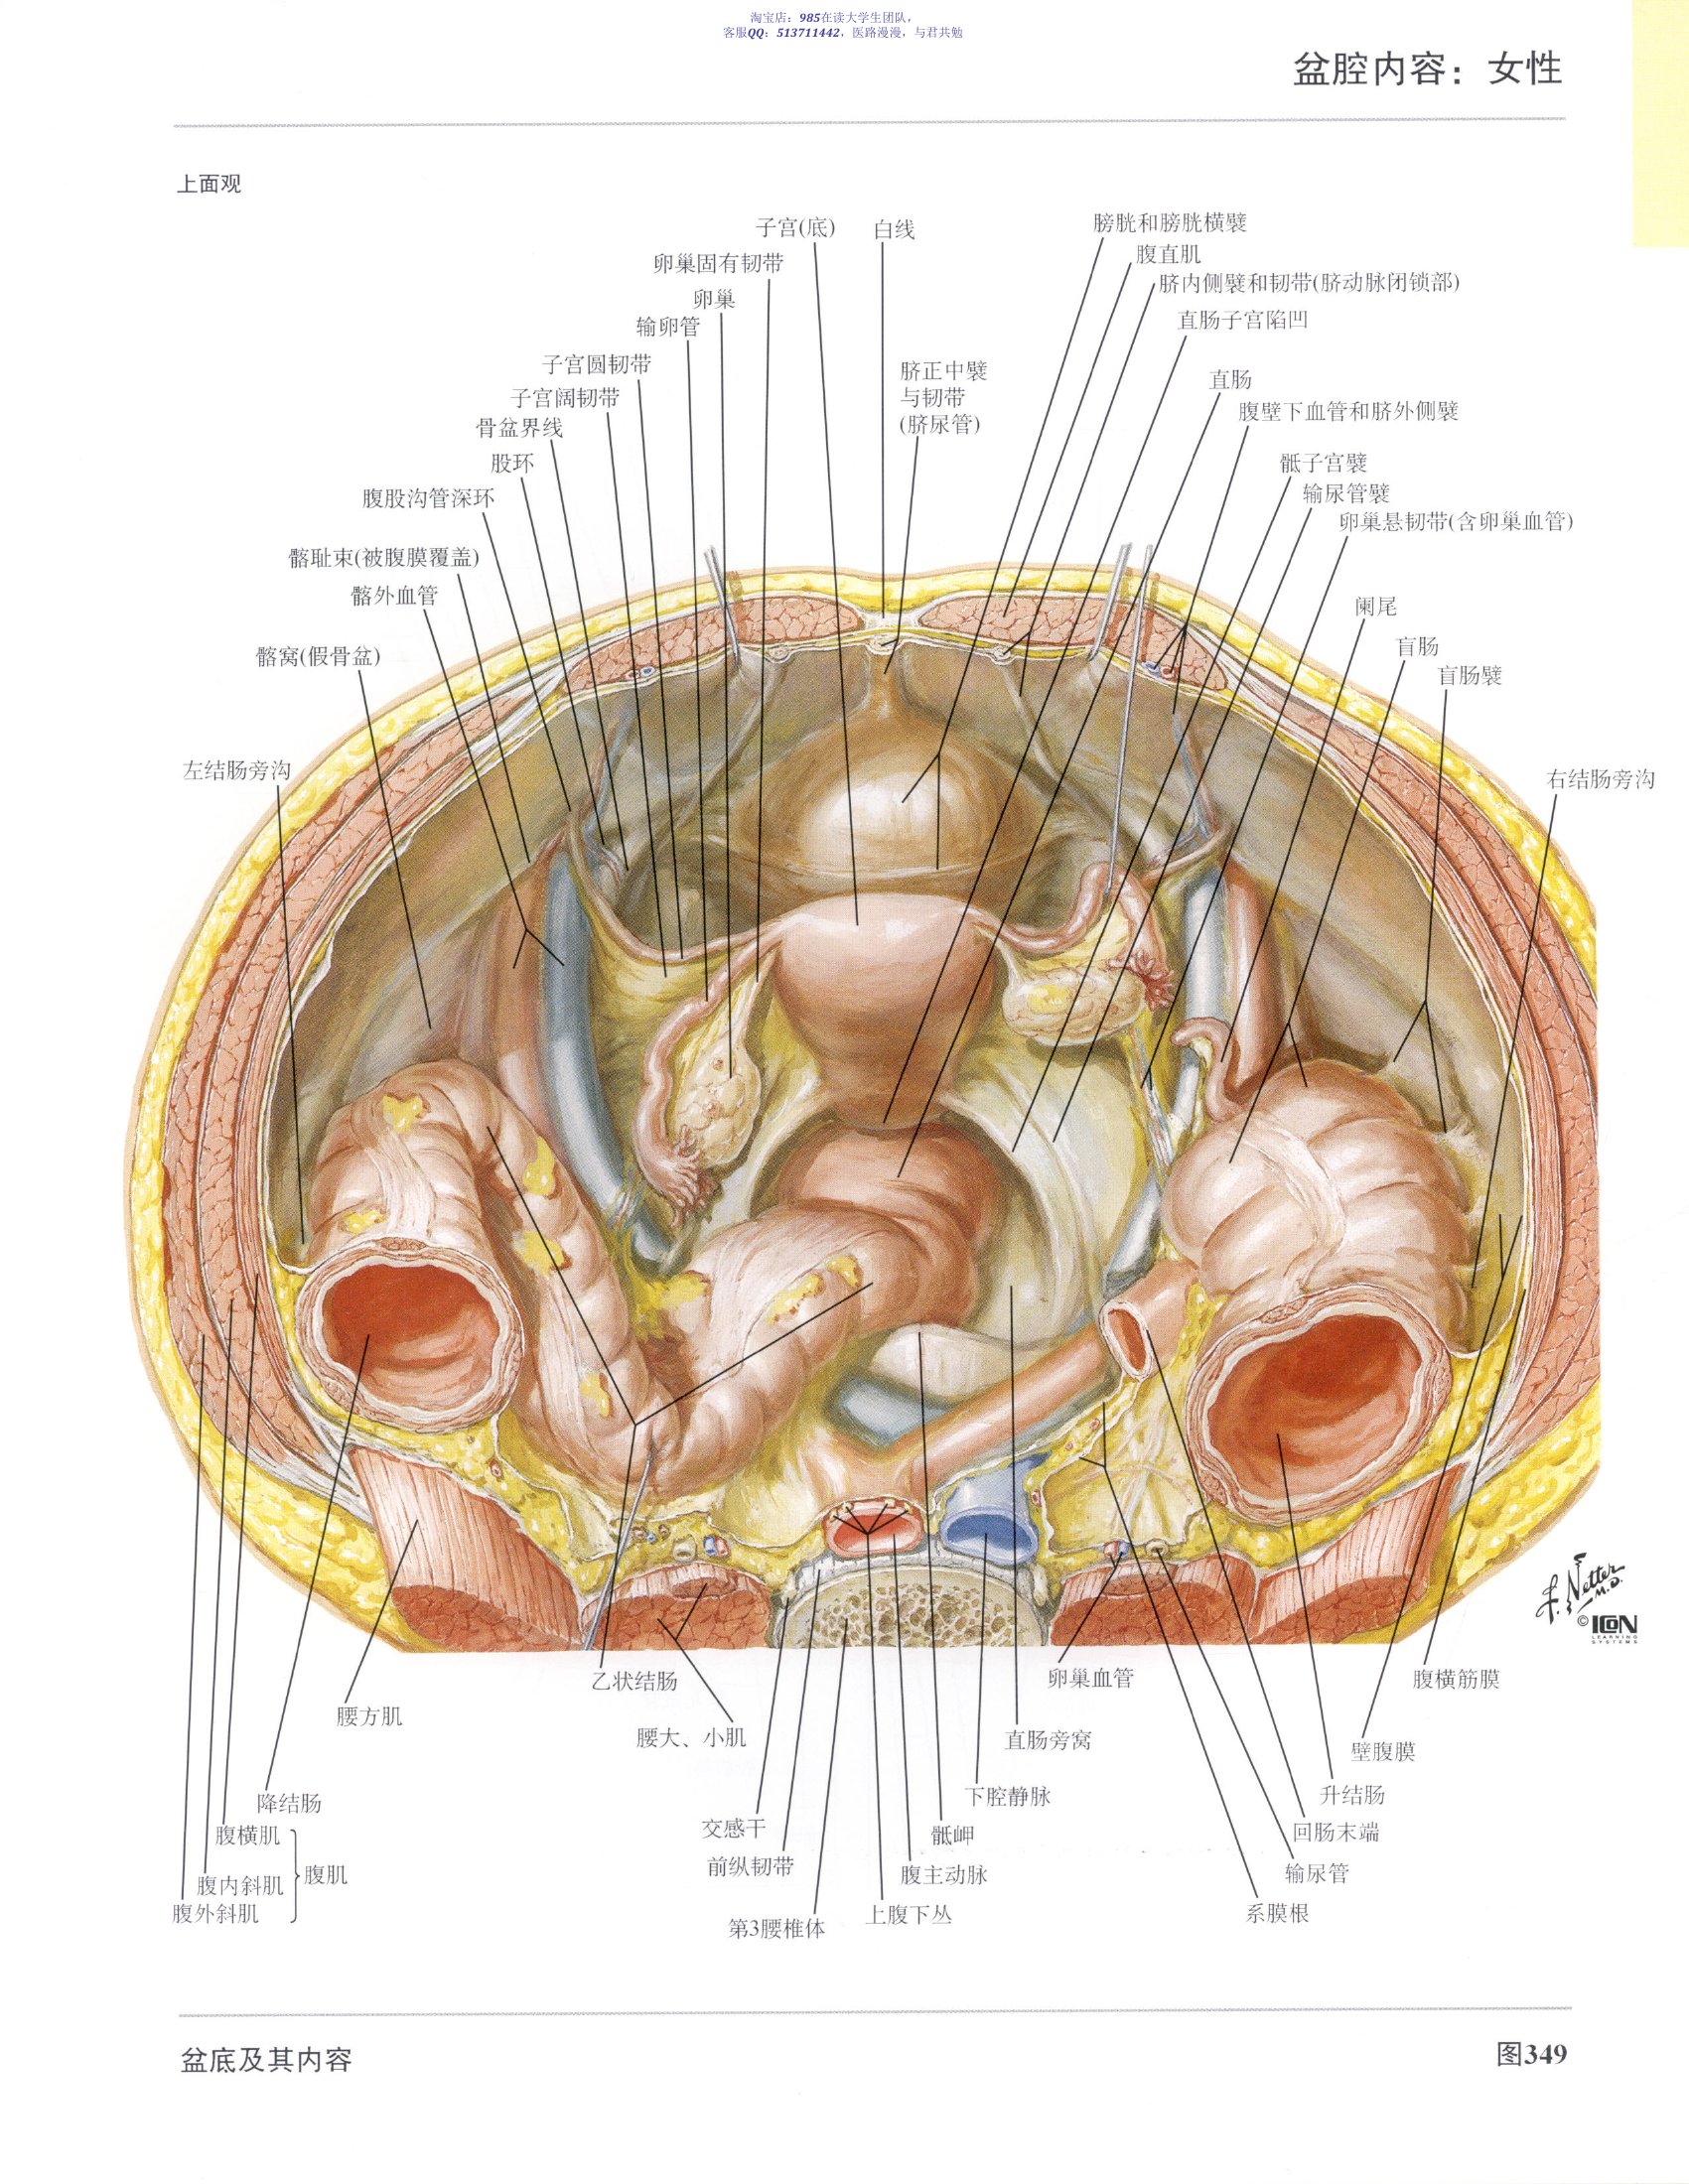 淘宝店：985在读大学生团队，
客服QQ：513711442，医路漫漫，与君共勉
盆腔内容：女性
上面观
子宫(底)
白线
膀胱和膀胱横襞
卵巢固有韧带
腹直肌
卵巢
脐内侧襞和韧带(脐动脉闭锁部)
输卵管
直肠子宫陷凹
子宫圆韧带
脐正中襞
与韧带
(脐尿管)
直肠
子宫阔韧带
腹壁下血管和脐外侧襞
骨盆界线
股环
骶子宫襞
腹股沟管深环
输尿管襞
卵巢悬韧带(含卵巢血管)
髂耻束(被腹膜覆盖)
髂外血管
阑尾
髂窝(假骨盆)
盲肠
盲肠襞
左结肠旁沟
右结肠旁沟
F. Netter M.D.
© ICON
LEARNING SYSTEMS
乙状结肠
卵巢血管
腹横筋膜
腰方肌
腰大、小肌
直肠旁窝
壁腹膜
降结肠
下腔静脉
升结肠
腹横肌
交感干
骶岬
回肠末端
腹内斜肌
腹肌
前纵韧带
腹主动脉
输尿管
腹外斜肌
第3腰椎体
上腹下丛
系膜根
盆底及其内容
图349